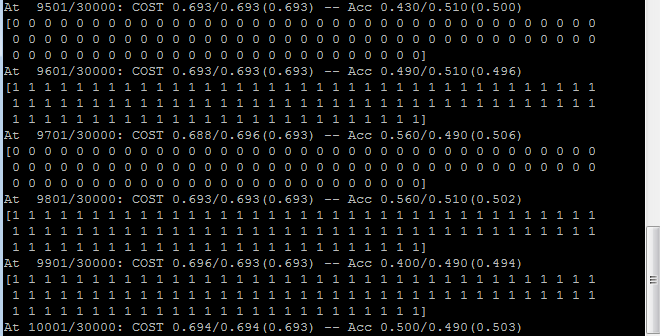 At   9501/30000: COST 0.693/0.693(0.693) -- Acc 0.430/0.510(0.500)
[0 0 0 0 0 0 0 0 0 0 0 0 0 0 0 0 0 0 0 0 0 0 0 0 0 0 0 0 0 0 0 0 0 0 0 0 0
 0 0 0 0 0 0 0 0 0 0 0 0 0 0 0 0 0 0 0 0 0 0 0 0 0 0 0 0 0 0 0 0 0 0 0 0 0
 0 0 0 0 0 0 0 0 0 0 0 0 0 0 0 0 0 0 0 0 0 0 0 0 0 0]
At   9601/30000: COST 0.693/0.693(0.693) -- Acc 0.490/0.510(0.496)
[1 1 1 1 1 1 1 1 1 1 1 1 1 1 1 1 1 1 1 1 1 1 1 1 1 1 1 1 1 1 1 1 1 1 1 1 1
 1 1 1 1 1 1 1 1 1 1 1 1 1 1 1 1 1 1 1 1 1 1 1 1 1 1 1 1 1 1 1 1 1 1 1 1 1
 1 1 1 1 1 1 1 1 1 1 1 1 1 1 1 1 1 1 1 1 1 1 1 1 1 1]
At   9701/30000: COST 0.688/0.696(0.693) -- Acc 0.560/0.490(0.506)
[0 0 0 0 0 0 0 0 0 0 0 0 0 0 0 0 0 0 0 0 0 0 0 0 0 0 0 0 0 0 0 0 0 0 0 0 0
 0 0 0 0 0 0 0 0 0 0 0 0 0 0 0 0 0 0 0 0 0 0 0 0 0 0 0 0 0 0 0 0 0 0 0 0 0
 0 0 0 0 0 0 0 0 0 0 0 0 0 0 0 0 0 0 0 0 0 0 0 0 0 0]
At   9801/30000: COST 0.693/0.693(0.693) -- Acc 0.560/0.510(0.502)
[1 1 1 1 1 1 1 1 1 1 1 1 1 1 1 1 1 1 1 1 1 1 1 1 1 1 1 1 1 1 1 1 1 1 1 1 1
 1 1 1 1 1 1 1 1 1 1 1 1 1 1 1 1 1 1 1 1 1 1 1 1 1 1 1 1 1 1 1 1 1 1 1 1 1
 1 1 1 1 1 1 1 1 1 1 1 1 1 1 1 1 1 1 1 1 1 1 1 1 1 1]
At   9901/30000: COST 0.696/0.693(0.693) -- Acc 0.400/0.490(0.494)
[1 1 1 1 1 1 1 1 1 1 1 1 1 1 1 1 1 1 1 1 1 1 1 1 1 1 1 1 1 1 1 1 1 1 1 1 1
 1 1 1 1 1 1 1 1 1 1 1 1 1 1 1 1 1 1 1 1 1 1 1 1 1 1 1 1 1 1 1 1 1 1 1 1 1
 1 1 1 1 1 1 1 1 1 1 1 1 1 1 1 1 1 1 1 1 1 1 1 1 1 1]
At  10001/30000: COST 0.694/0.694(0.693) -- Acc 0.500/0.490(0.503)